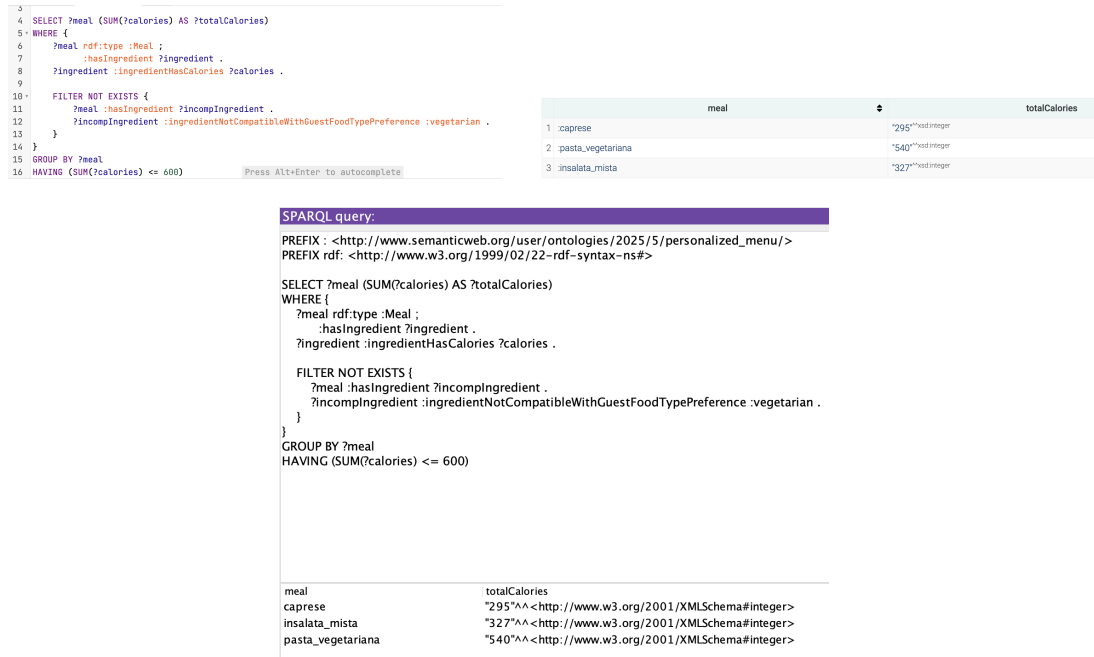 3
4 SELECT ?meal (SUM(?calories) AS ?totalCalories)
5 WHERE {
6 ?meal rdf:type :Meal ;
7 :hasIngredient ?ingredient .
8 ?ingredient :ingredientHasCalories ?calories .
9
10 FILTER NOT EXISTS {
11 ?meal :hasIngredient ?incompIngredient .
12 ?incompIngredient :ingredientNotCompatibleWithGuestFoodTypePreference :vegetarian .
13 }
14 }
15 GROUP BY ?meal
16 HAVING (SUM(?calories) <= 600) Press Alt+Enter to autocomplete
meal totalCalories
1 :caprese "295"^^xsd:integer
2 :pasta_vegetariana "540"^^xsd:integer
3 :insalata_mista "327"^^xsd:integer
SPARQL query:
PREFIX : <http://www.semanticweb.org/user/ontologies/2025/5/personalized_menu/>
PREFIX rdf: <http://www.w3.org/1999/02/22-rdf-syntax-ns#>
SELECT ?meal (SUM(?calories) AS ?totalCalories)
WHERE {
?meal rdf:type :Meal ;
:hasIngredient ?ingredient .
?ingredient :ingredientHasCalories ?calories .
FILTER NOT EXISTS {
?meal :hasIngredient ?incompIngredient .
?incompIngredient :ingredientNotCompatibleWithGuestFoodTypePreference :vegetarian .
}
}
GROUP BY ?meal
HAVING (SUM(?calories) <= 600)
meal totalCalories
caprese "295"^^<http://www.w3.org/2001/XMLSchema#integer>
insalata_mista "327"^^<http://www.w3.org/2001/XMLSchema#integer>
pasta_vegetariana "540"^^<http://www.w3.org/2001/XMLSchema#integer>